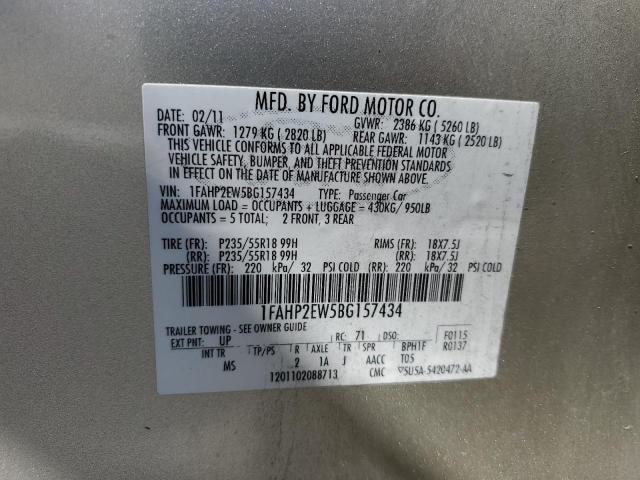 MFD. BY FORD MOTOR CO.
DATE: 02/11 GVWR: 2386 KG ( 5260 LB)
FRONT GAWR: 1279 KG ( 2820 LB) REAR GAWR: 1143 KG ( 2520 LB)
THIS VEHICLE CONFORMS TO ALL APPLICABLE FEDERAL MOTOR
VEHICLE SAFETY, BUMPER, AND THEFT PREVENTION STANDARDS
IN EFFECT ON THE DATE OF MANUFACTURE SHOWN ABOVE.
VIN: 1FAHP2EW5BG157434 TYPE: Passenger Car
MAXIMUM LOAD = OCCUPANTS + LUGGAGE = 430KG/ 950LB
OCCUPANTS = 5 TOTAL; 2 FRONT, 3 REAR
TIRE (FR): P235/55R18 99H RIMS (FR): 18X7.5J
(RR): P235/55R18 99H (RR): 18X7.5J
PRESSURE (FR): 220 kPa/ 32 PSI COLD (RR): 220 kPa/ 32 PSI COLD
1FAHP2EW5BG157434
TRAILER TOWING - SEE OWNER GUIDE
EXT PNT: UP RC: 71 DSO: F0115
R0137
INT TR TP/PS R AXLE TR SPR BPH1F
MS 2 1A J AACC T05
1201102088713 CMC 5U5A-5420472-AA